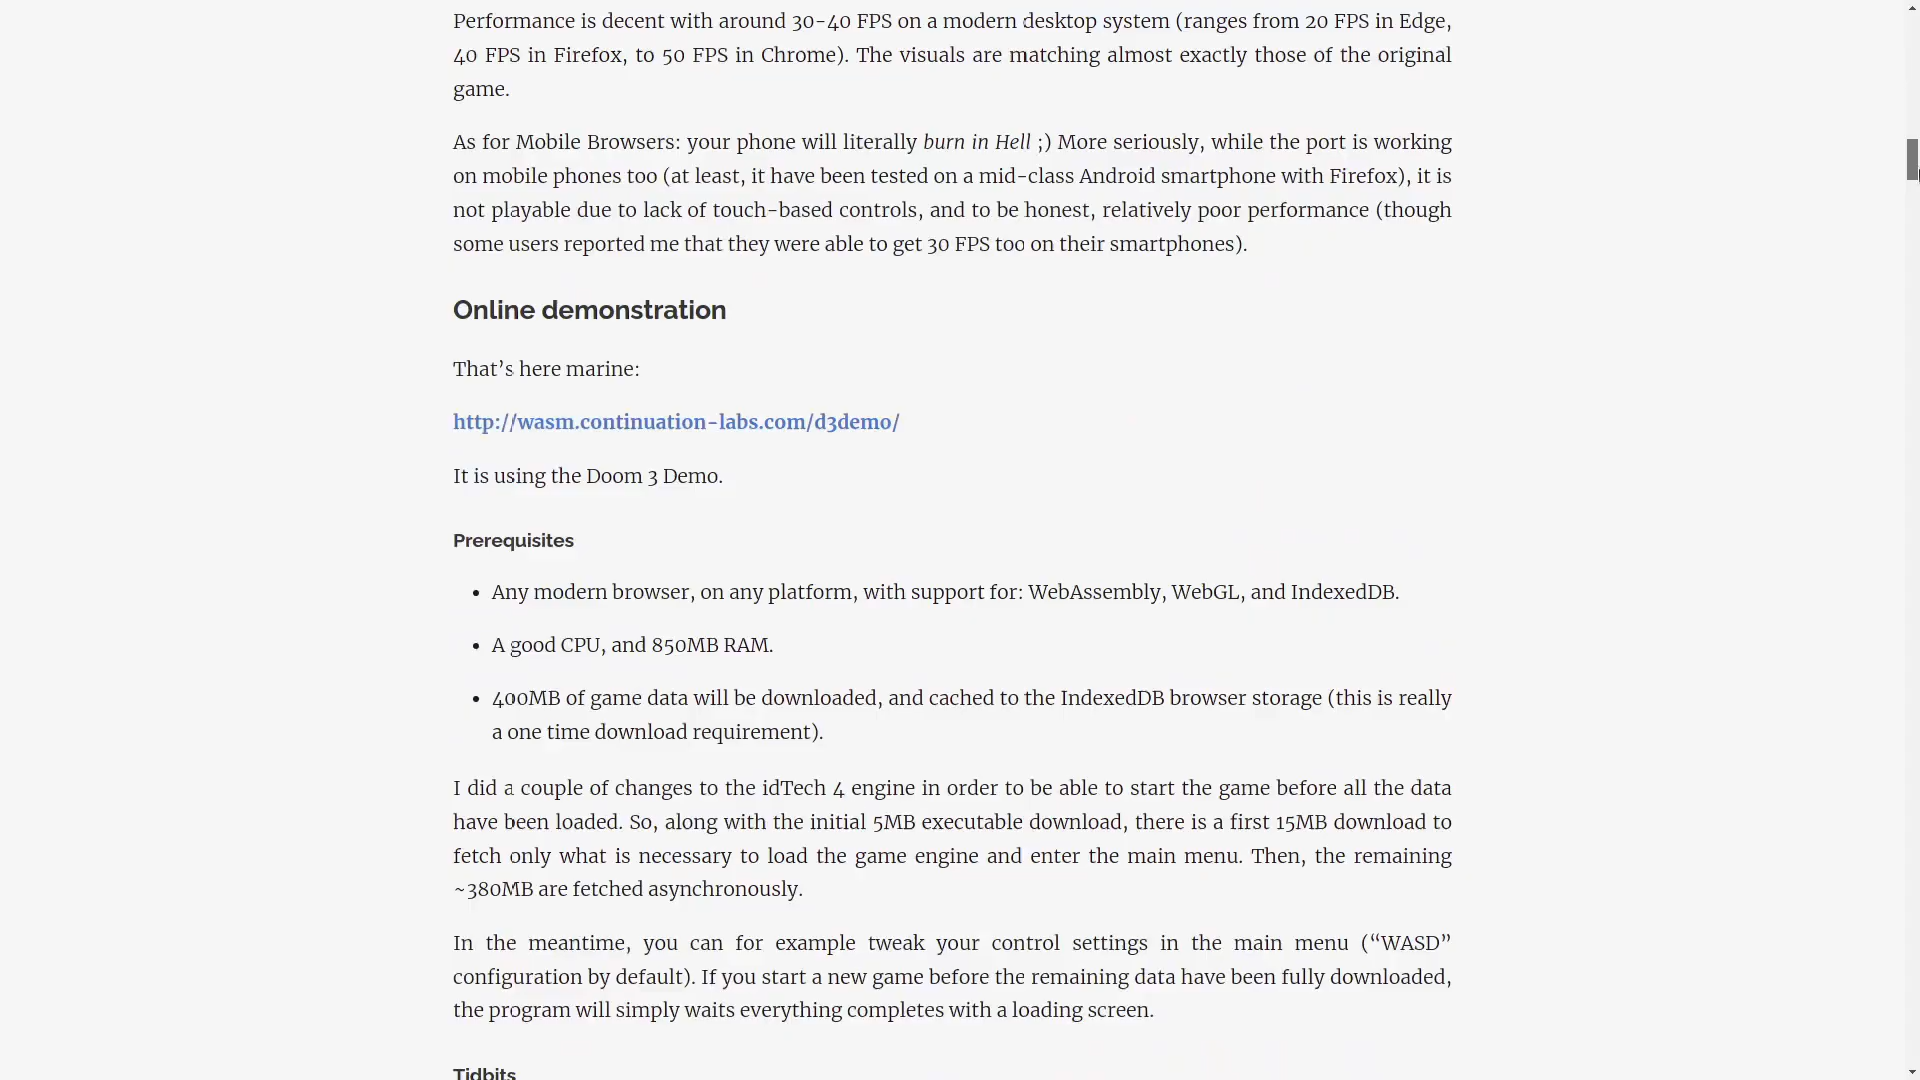 Performance is decent with around 30-40 FPS on a modern desktop system (ranges from 20 FPS in Edge,
40 FPS in Firefox, to 50 FPS in Chrome). The visuals are matching almost exactly those of the original
game.
As for Mobile Browsers: your phone will literally burn in Hell ;) More seriously, while the port is working
on mobile phones too (at least, it have been tested on a mid-class Android smartphone with Firefox), it is
not playable due to lack of touch-based controls, and to be honest, relatively poor performance (though
some users reported me that they were able to get 30 FPS too on their smartphones).
Online demonstration
That’s here marine:
http://wasm.continuation-labs.com/d3demo/
It is using the Doom 3 Demo.
Prerequisites
• Any modern browser, on any platform, with support for: WebAssembly, WebGL, and IndexedDB.
• A good CPU, and 850MB RAM.
• 400MB of game data will be downloaded, and cached to the IndexedDB browser storage (this is really
a one time download requirement).
I did a couple of changes to the idTech 4 engine in order to be able to start the game before all the data
have been loaded. So, along with the initial 5MB executable download, there is a first 15MB download to
fetch only what is necessary to load the game engine and enter the main menu. Then, the remaining
~380MB are fetched asynchronously.
In the meantime, you can for example tweak your control settings in the main menu (“WASD”
configuration by default). If you start a new game before the remaining data have been fully downloaded,
the program will simply waits everything completes with a loading screen.
Tidbits